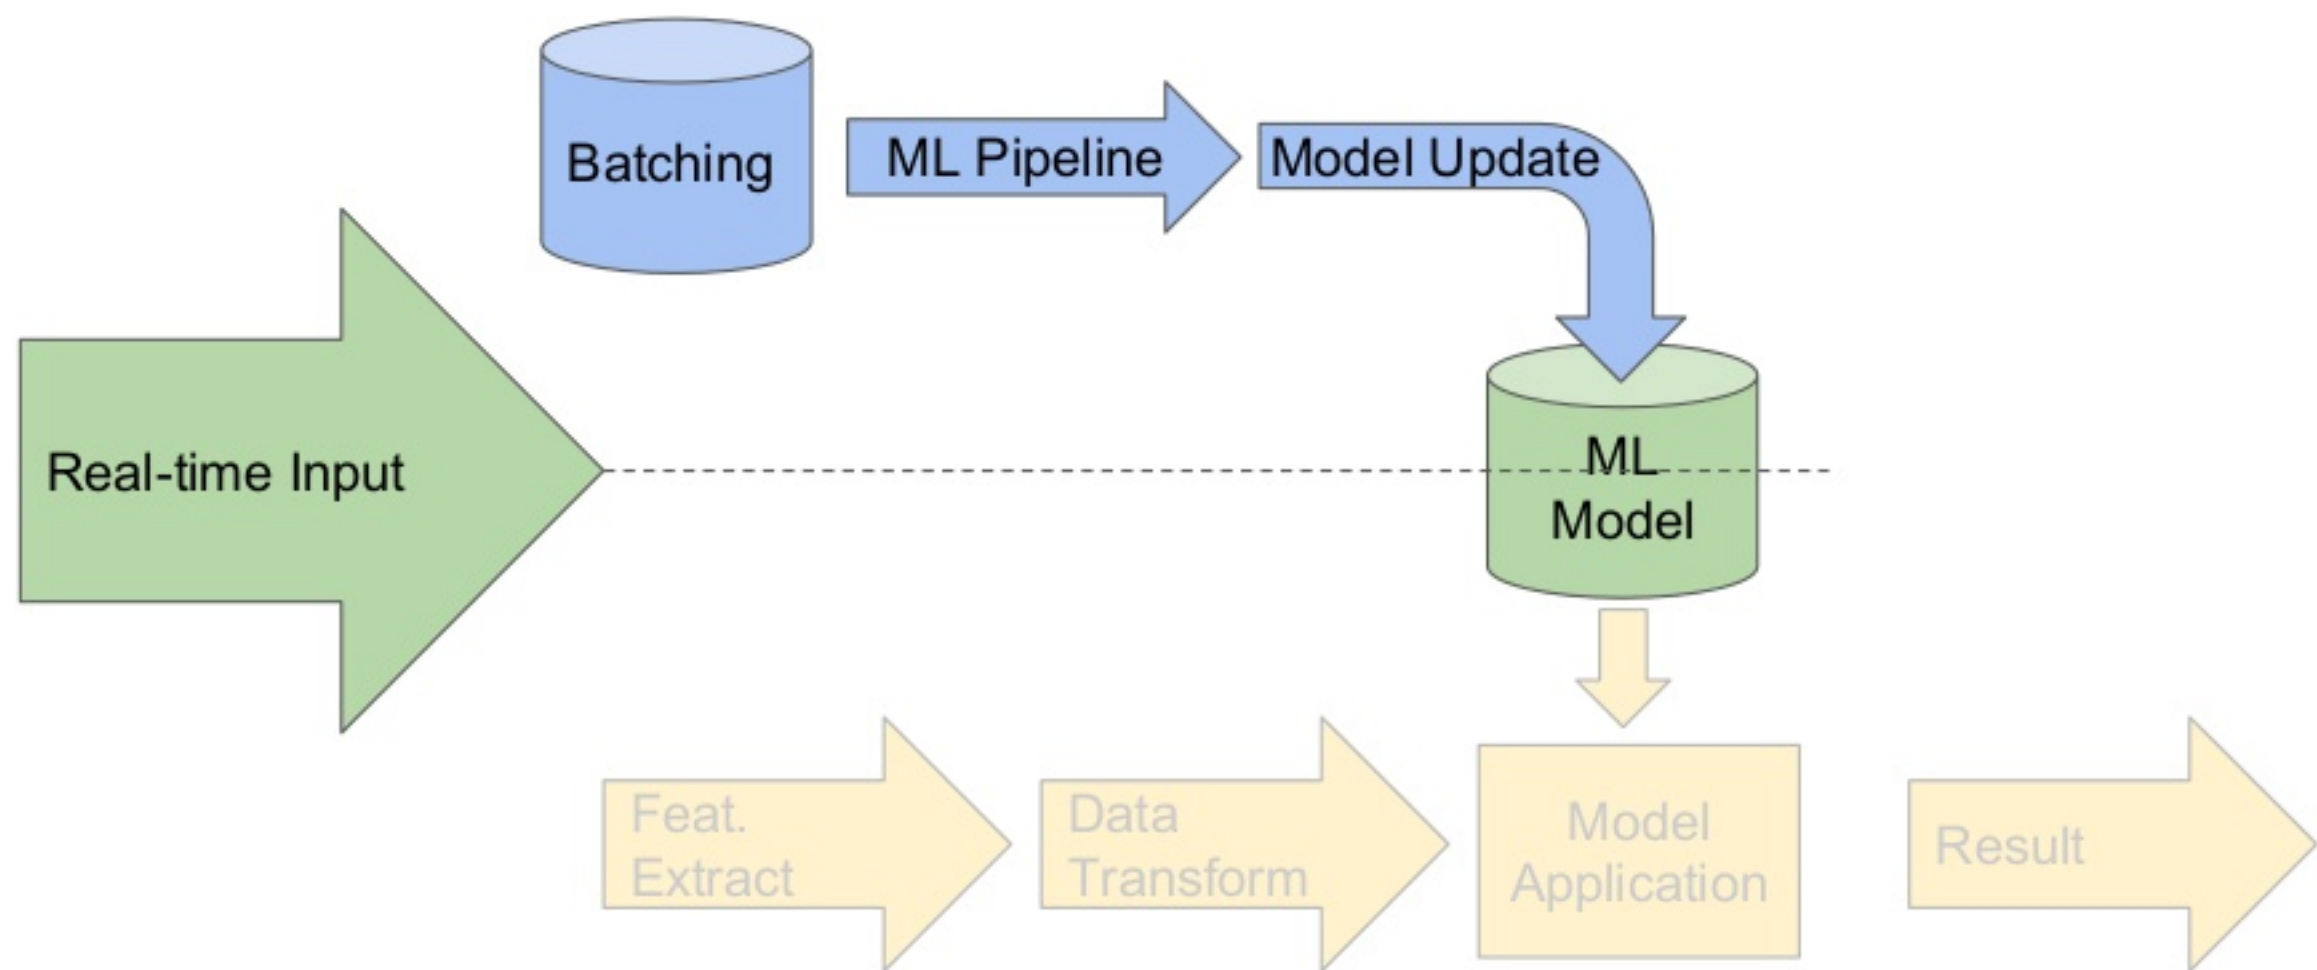 Batching
ML Pipeline
Model Update
Real-time Input
ML
Model
Feat.
Extract
Data
Transform
Model
Application
Result